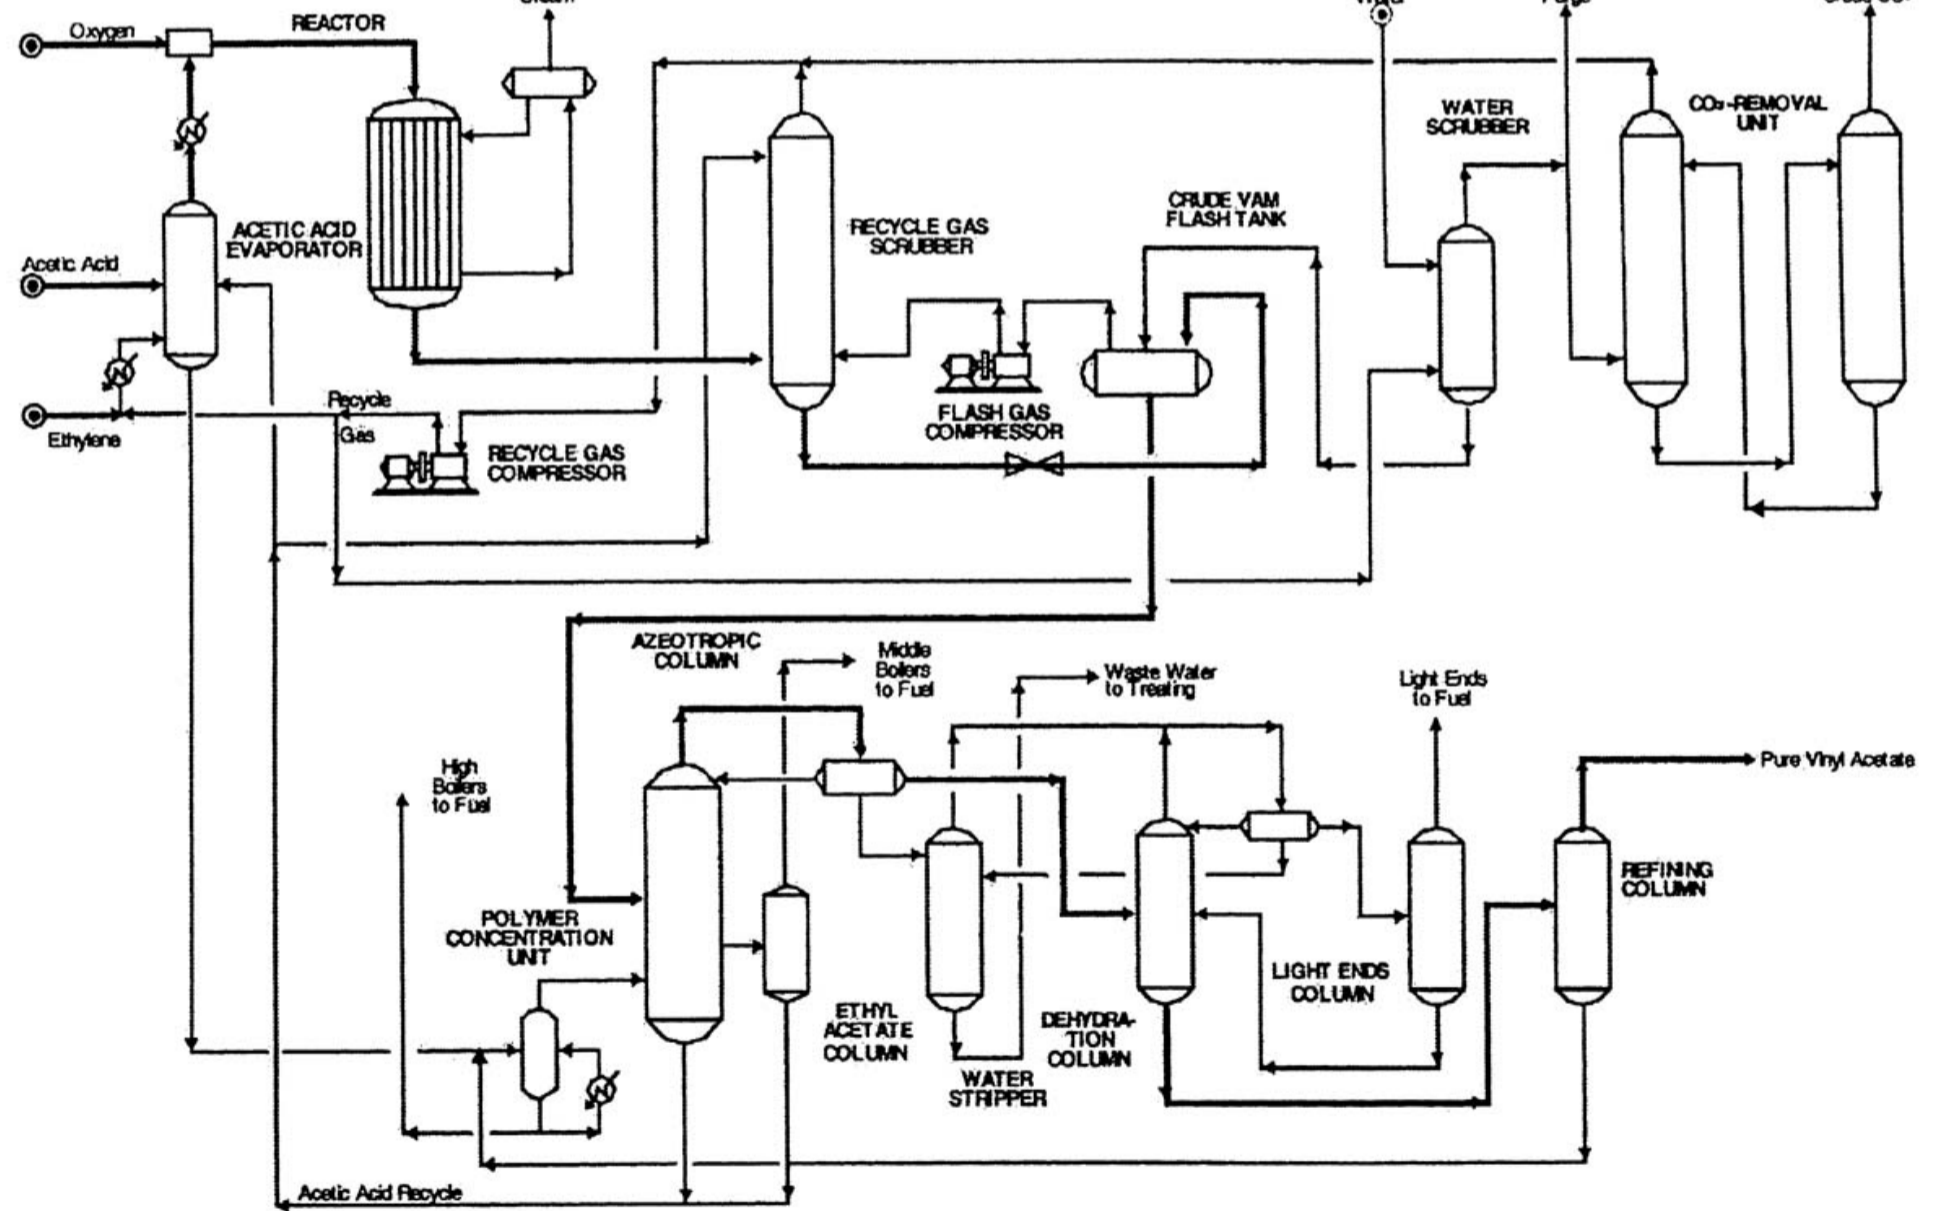 Oxygen
REACTOR
WATER
SCRUBBER
CO₂-REMOVAL
UNIT
ACETIC ACID
EVAPORATOR
RECYCLE GAS
SCRUBBER
CRUDE VAM
FLASH TANK
Acetic Acid
Recycle
Gas
Ethylene
RECYCLE GAS
COMPRESSOR
FLASH GAS
COMPRESSOR
AZEOTROPIC
COLUMN
Middle
Boilers
to Fuel
Waste Water
to Treating
Light Ends
to Fuel
High
Boilers
to Fuel
Pure Vinyl Acetate
POLYMER
CONCENTRATION
UNIT
REFINING
COLUMN
ETHYL
ACETATE
COLUMN
DEHYDRA-
TION
COLUMN
LIGHT ENDS
COLUMN
WATER
STRIPPER
Acetic Acid Recycle